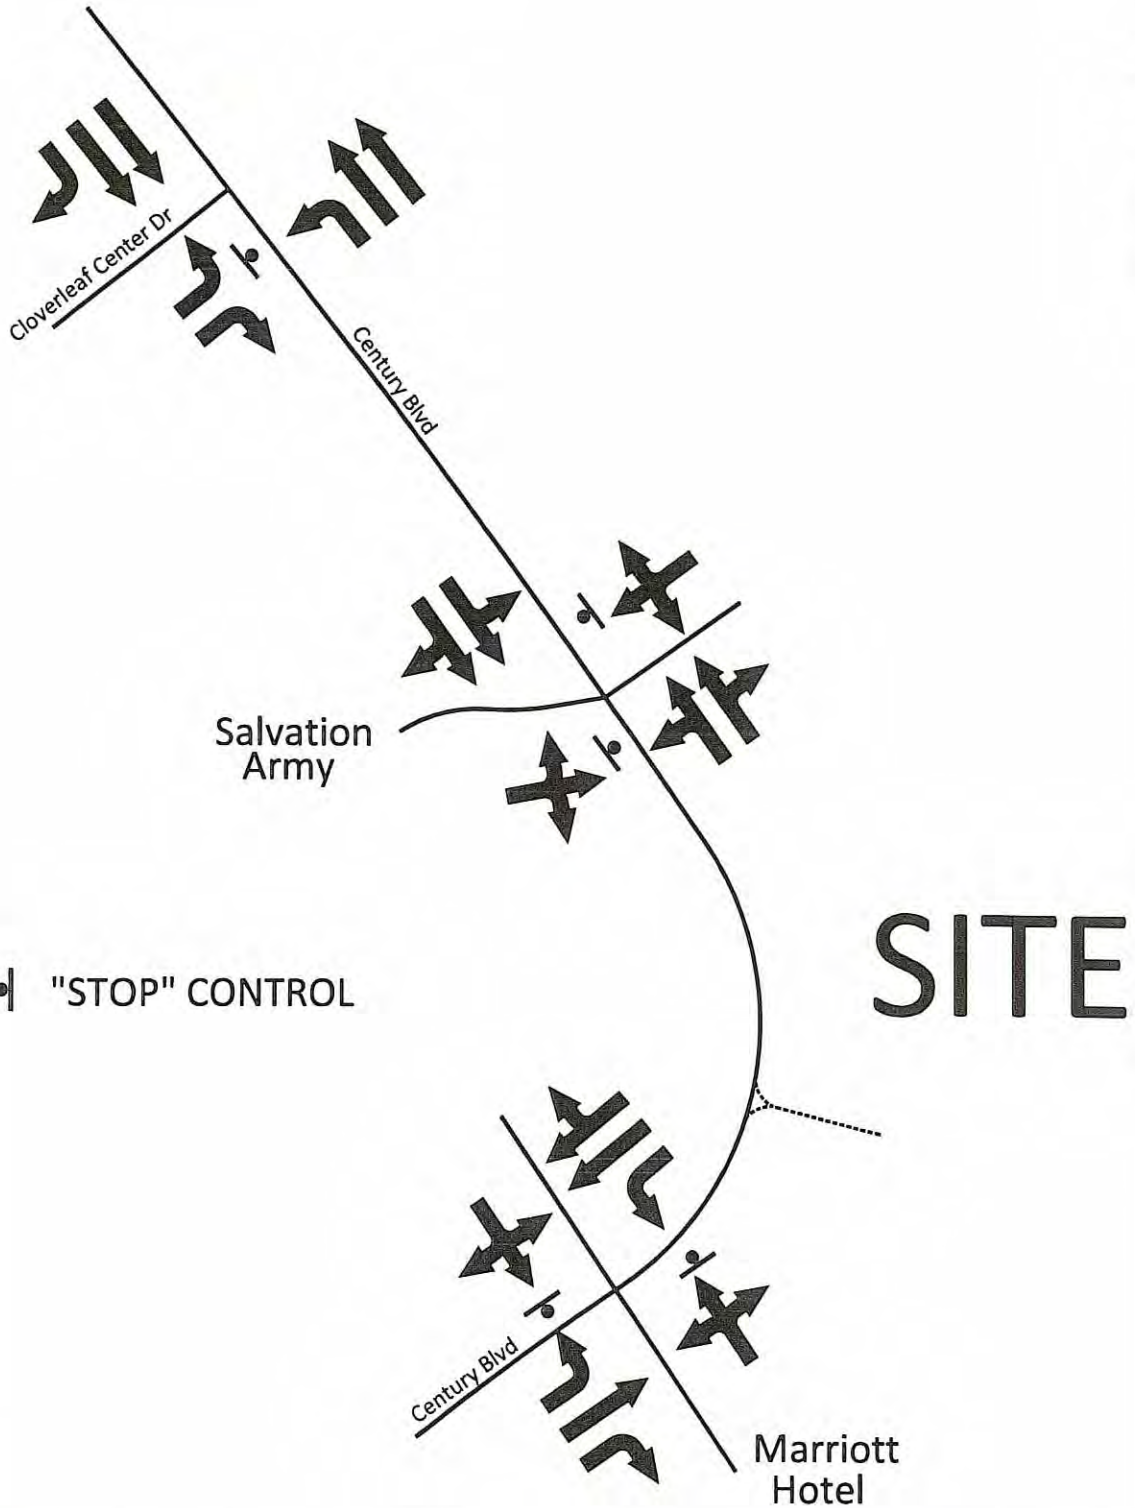 Cloverleaf Center Dr
Century Blvd
Salvation
Army
SITE
"STOP" CONTROL
Century Blvd
Marriott
Hotel